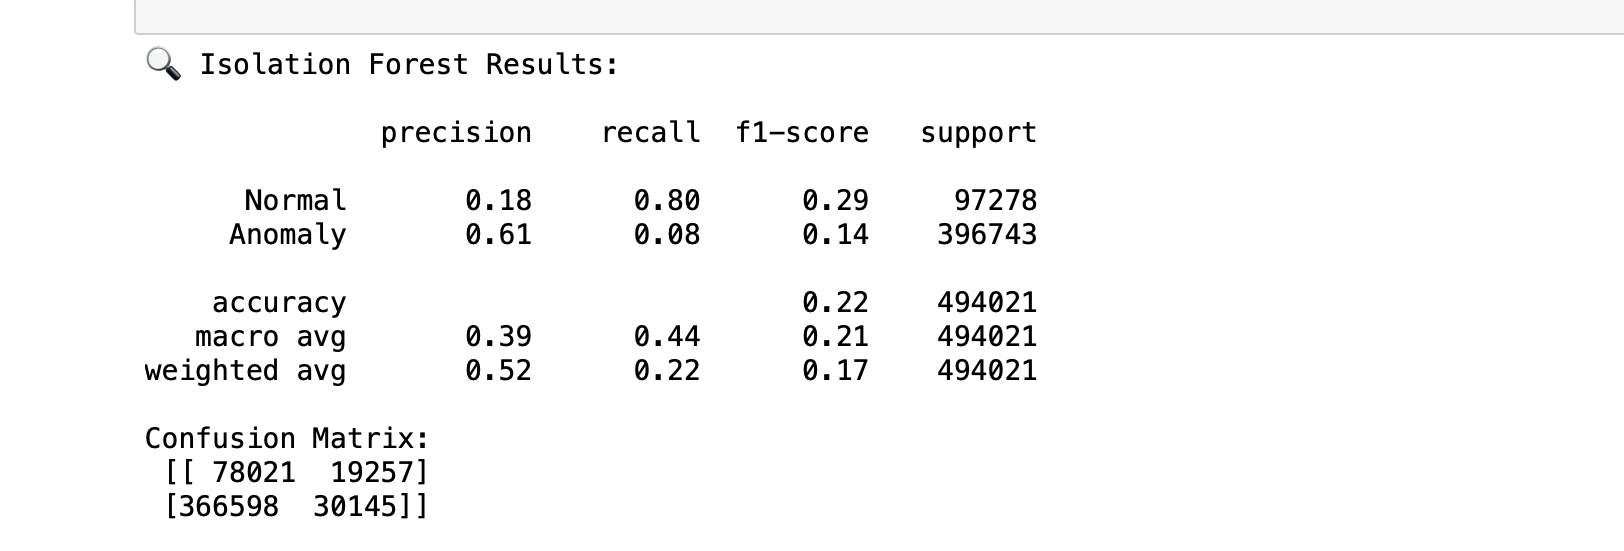 🔍 Isolation Forest Results:
precision recall f1-score support
Normal 0.18 0.80 0.29 97278
Anomaly 0.61 0.08 0.14 396743
accuracy 0.22 494021
macro avg 0.39 0.44 0.21 494021
weighted avg 0.52 0.22 0.17 494021
Confusion Matrix:
[[ 78021 19257]
[366598 30145]]